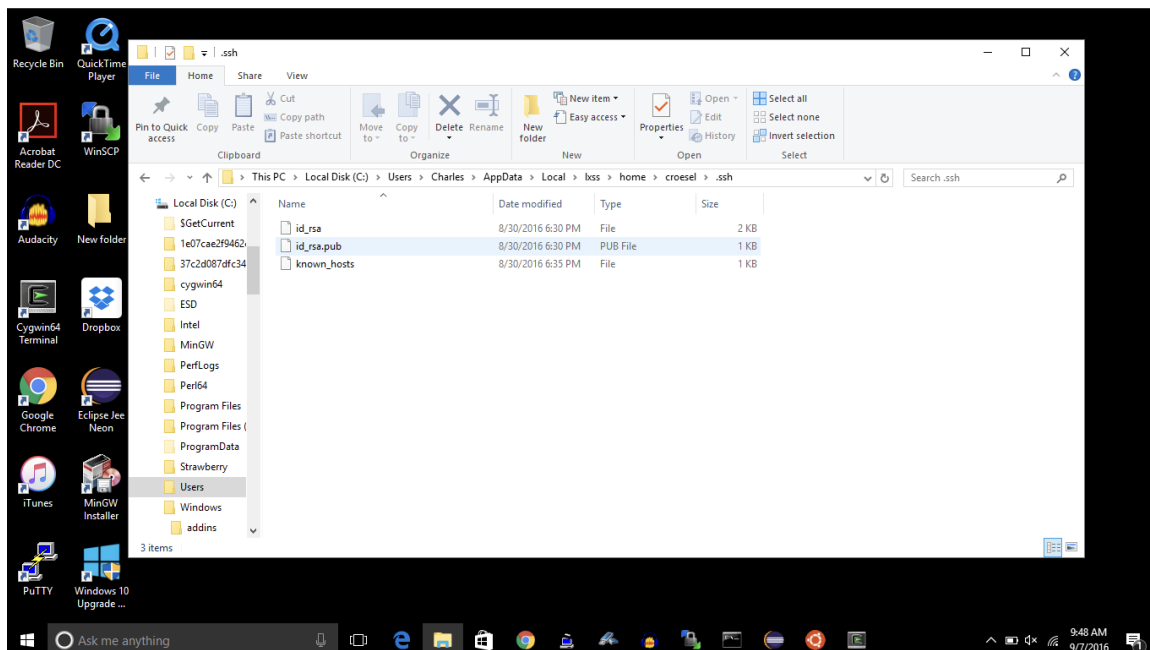 Recycle Bin
QuickTime
Player
Acrobat
Reader DC
WinSCP
Audacity
New folder
Cygwin64
Terminal
Dropbox
Google
Chrome
Eclipse Jee
Neon
iTunes
MinGW
Installer
PuTTY
Windows 10
Upgrade ...
.ssh
File Home Share View
Pin to Quick
access
Copy
Paste
Cut
Copy path
Paste shortcut
Clipboard
Move
to
Copy
to
Delete
Rename
Organize
New
folder
New item
Easy access
New
Properties
Open
Edit
History
Open
Select all
Select none
Invert selection
Select
This PC > Local Disk (C:) > Users > Charles > AppData > Local > lxss > home > croesel > .ssh
Search .ssh
Local Disk (C:)
$GetCurrent
1e07cae2f9462
37c2d087dfc34
cygwin64
ESD
Intel
MinGW
PerfLogs
Perl64
Program Files
Program Files (
ProgramData
Strawberry
Users
Windows
addins
Name Date modified Type Size
id_rsa 8/30/2016 6:30 PM File 2 KB
id_rsa.pub 8/30/2016 6:30 PM PUB File 1 KB
known_hosts 8/30/2016 6:35 PM File 1 KB
3 items
Ask me anything
9:48 AM
9/7/2016